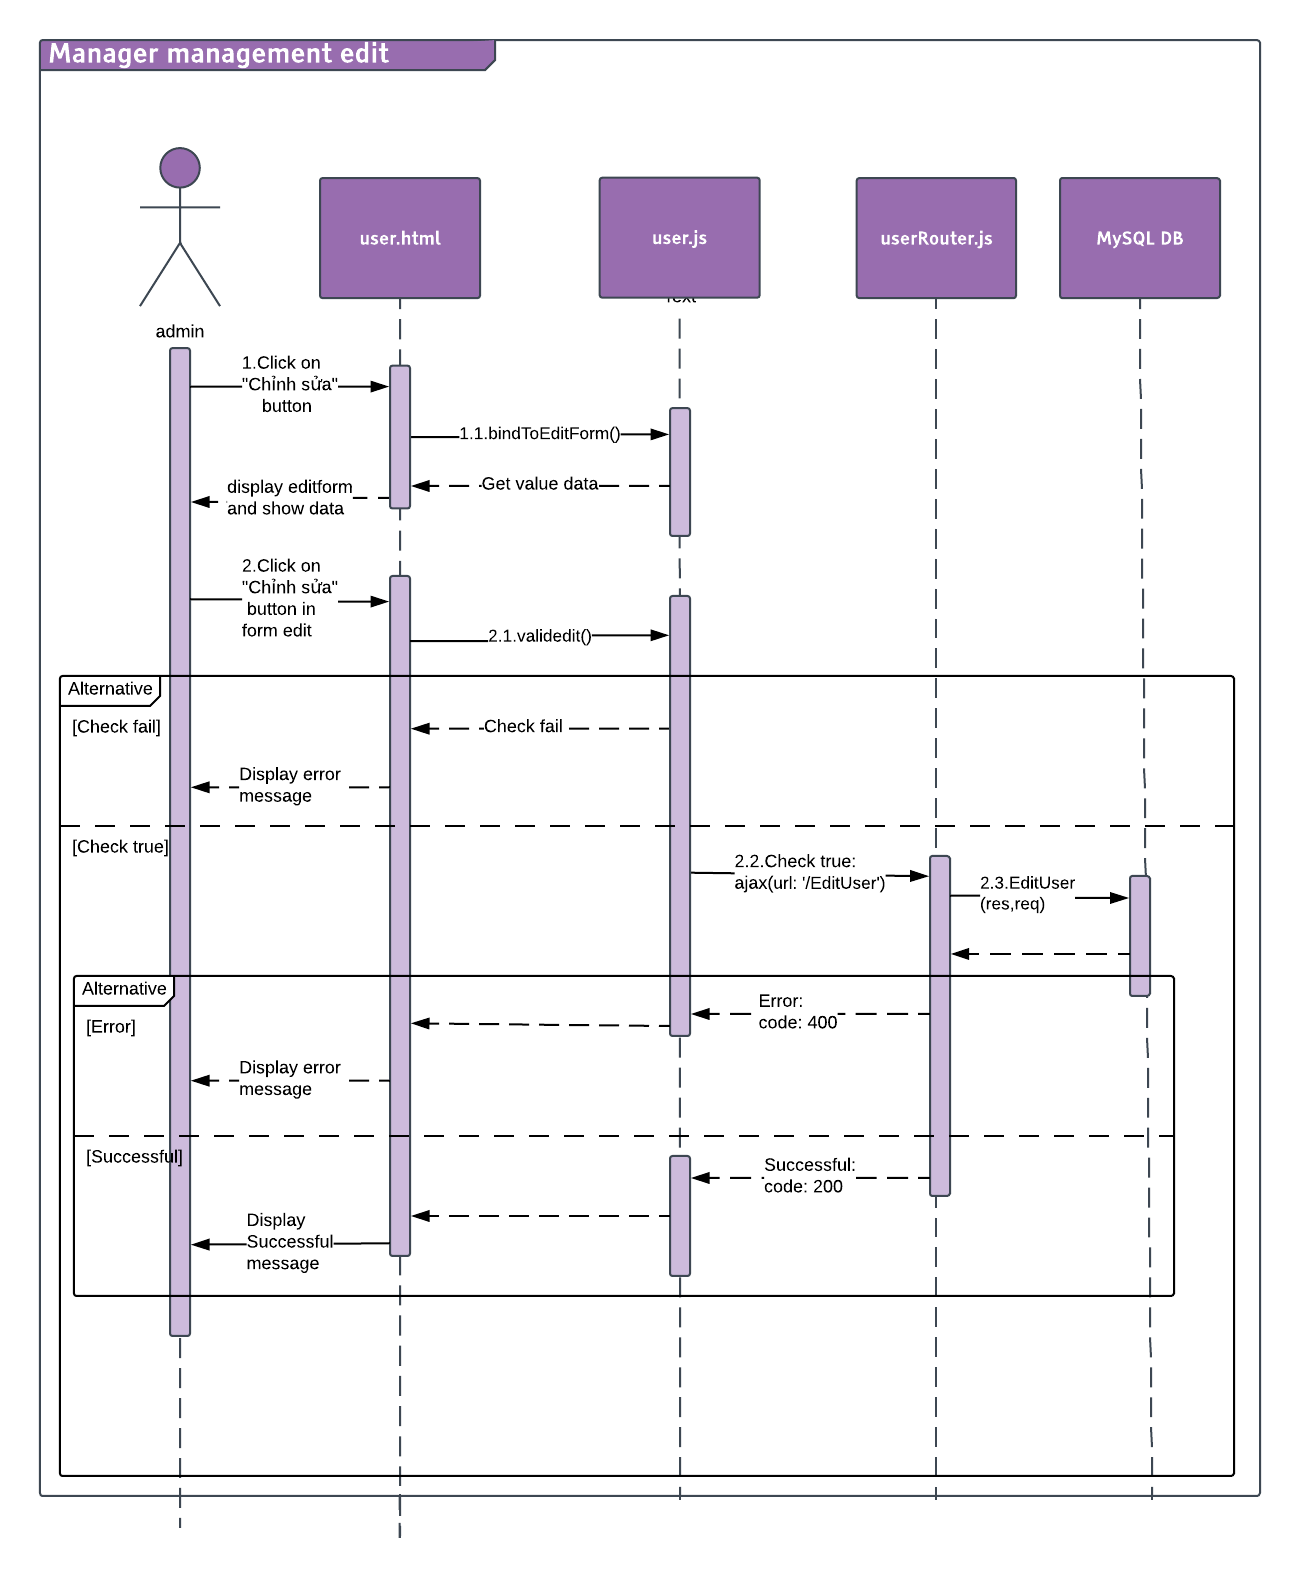 Manager management edit
user.html
user.js
userRouter.js
MySQL DB
admin
1.Click on
"Chỉnh sửa"
button
1.1.bindToEditForm()
Get value data
display editform
and show data
2.Click on
"Chỉnh sửa"
button in
form edit
2.1.validedit()
Alternative
[Check fail]
Check fail
Display error
message
[Check true]
2.2.Check true:
ajax(url: '/EditUser')
2.3.EditUser
(res,req)
Alternative
[Error]
Error:
code: 400
Display error
message
[Successful]
Successful:
code: 200
Display
Successful
message